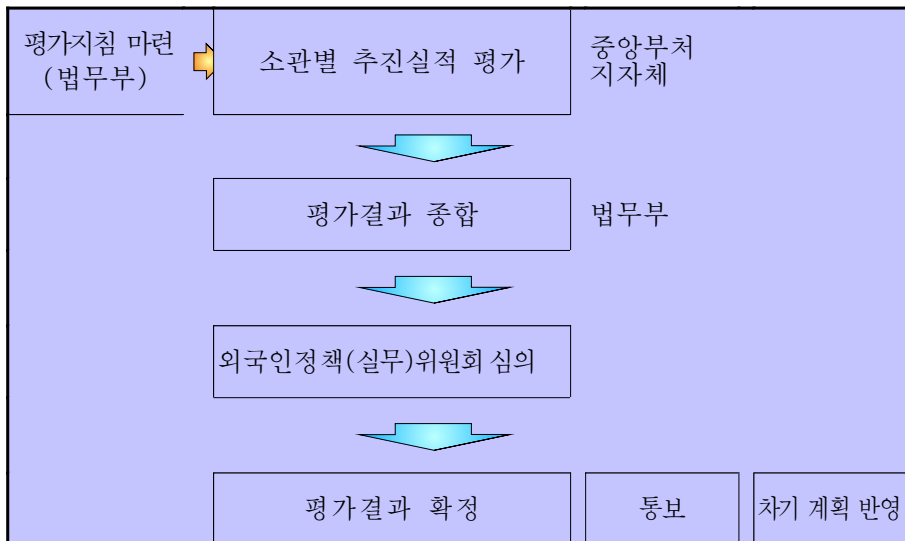 평가지침 마련
(법무부)
소관별 추진실적 평가
중앙부처
지자체
평가결과 종합
법무부
외국인정책(실무)위원회 심의
평가결과 확정
통보
차기 계획 반영